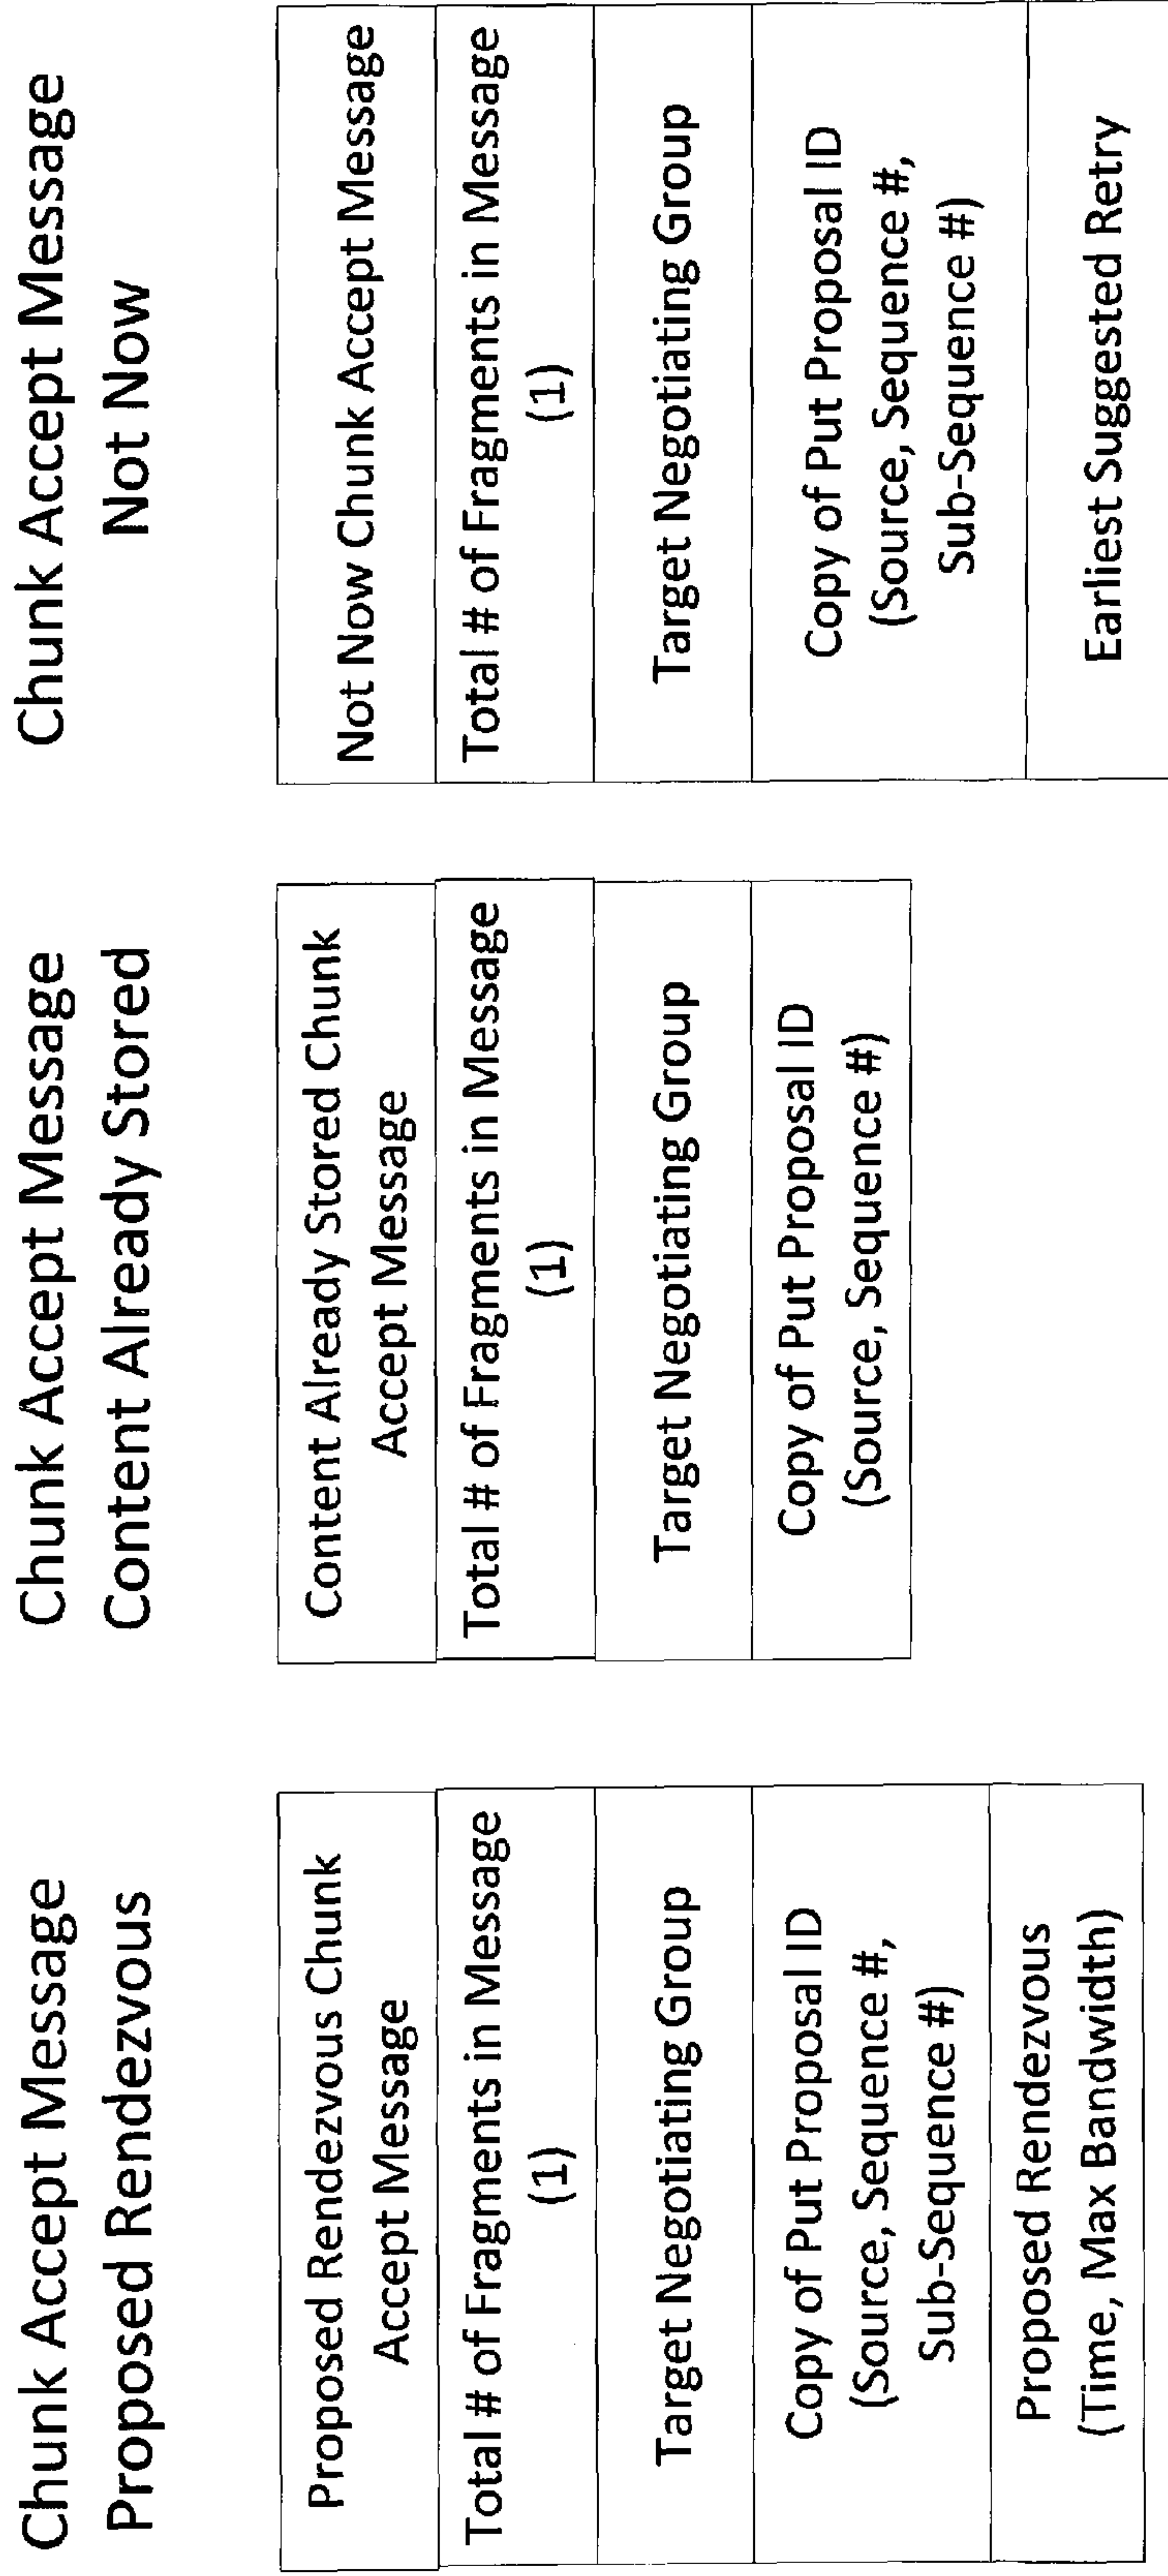 Chunk Accept Message
Proposed Rendezvous
Proposed Rendezvous Chunk
Accept Message
Total # of Fragments in Message
(1)
Target Negotiating Group
Copy of Put Proposal ID
(Source, Sequence #,
Sub-Sequence #)
Proposed Rendezvous
(Time, Max Bandwidth)
Chunk Accept Message
Content Already Stored
Content Already Stored Chunk
Accept Message
Total # of Fragments in Message
(1)
Target Negotiating Group
Copy of Put Proposal ID
(Source, Sequence #)
Chunk Accept Message
Not Now
Not Now Chunk Accept Message
Total # of Fragments in Message
(1)
Target Negotiating Group
Copy of Put Proposal ID
(Source, Sequence #,
Sub-Sequence #)
Earliest Suggested Retry